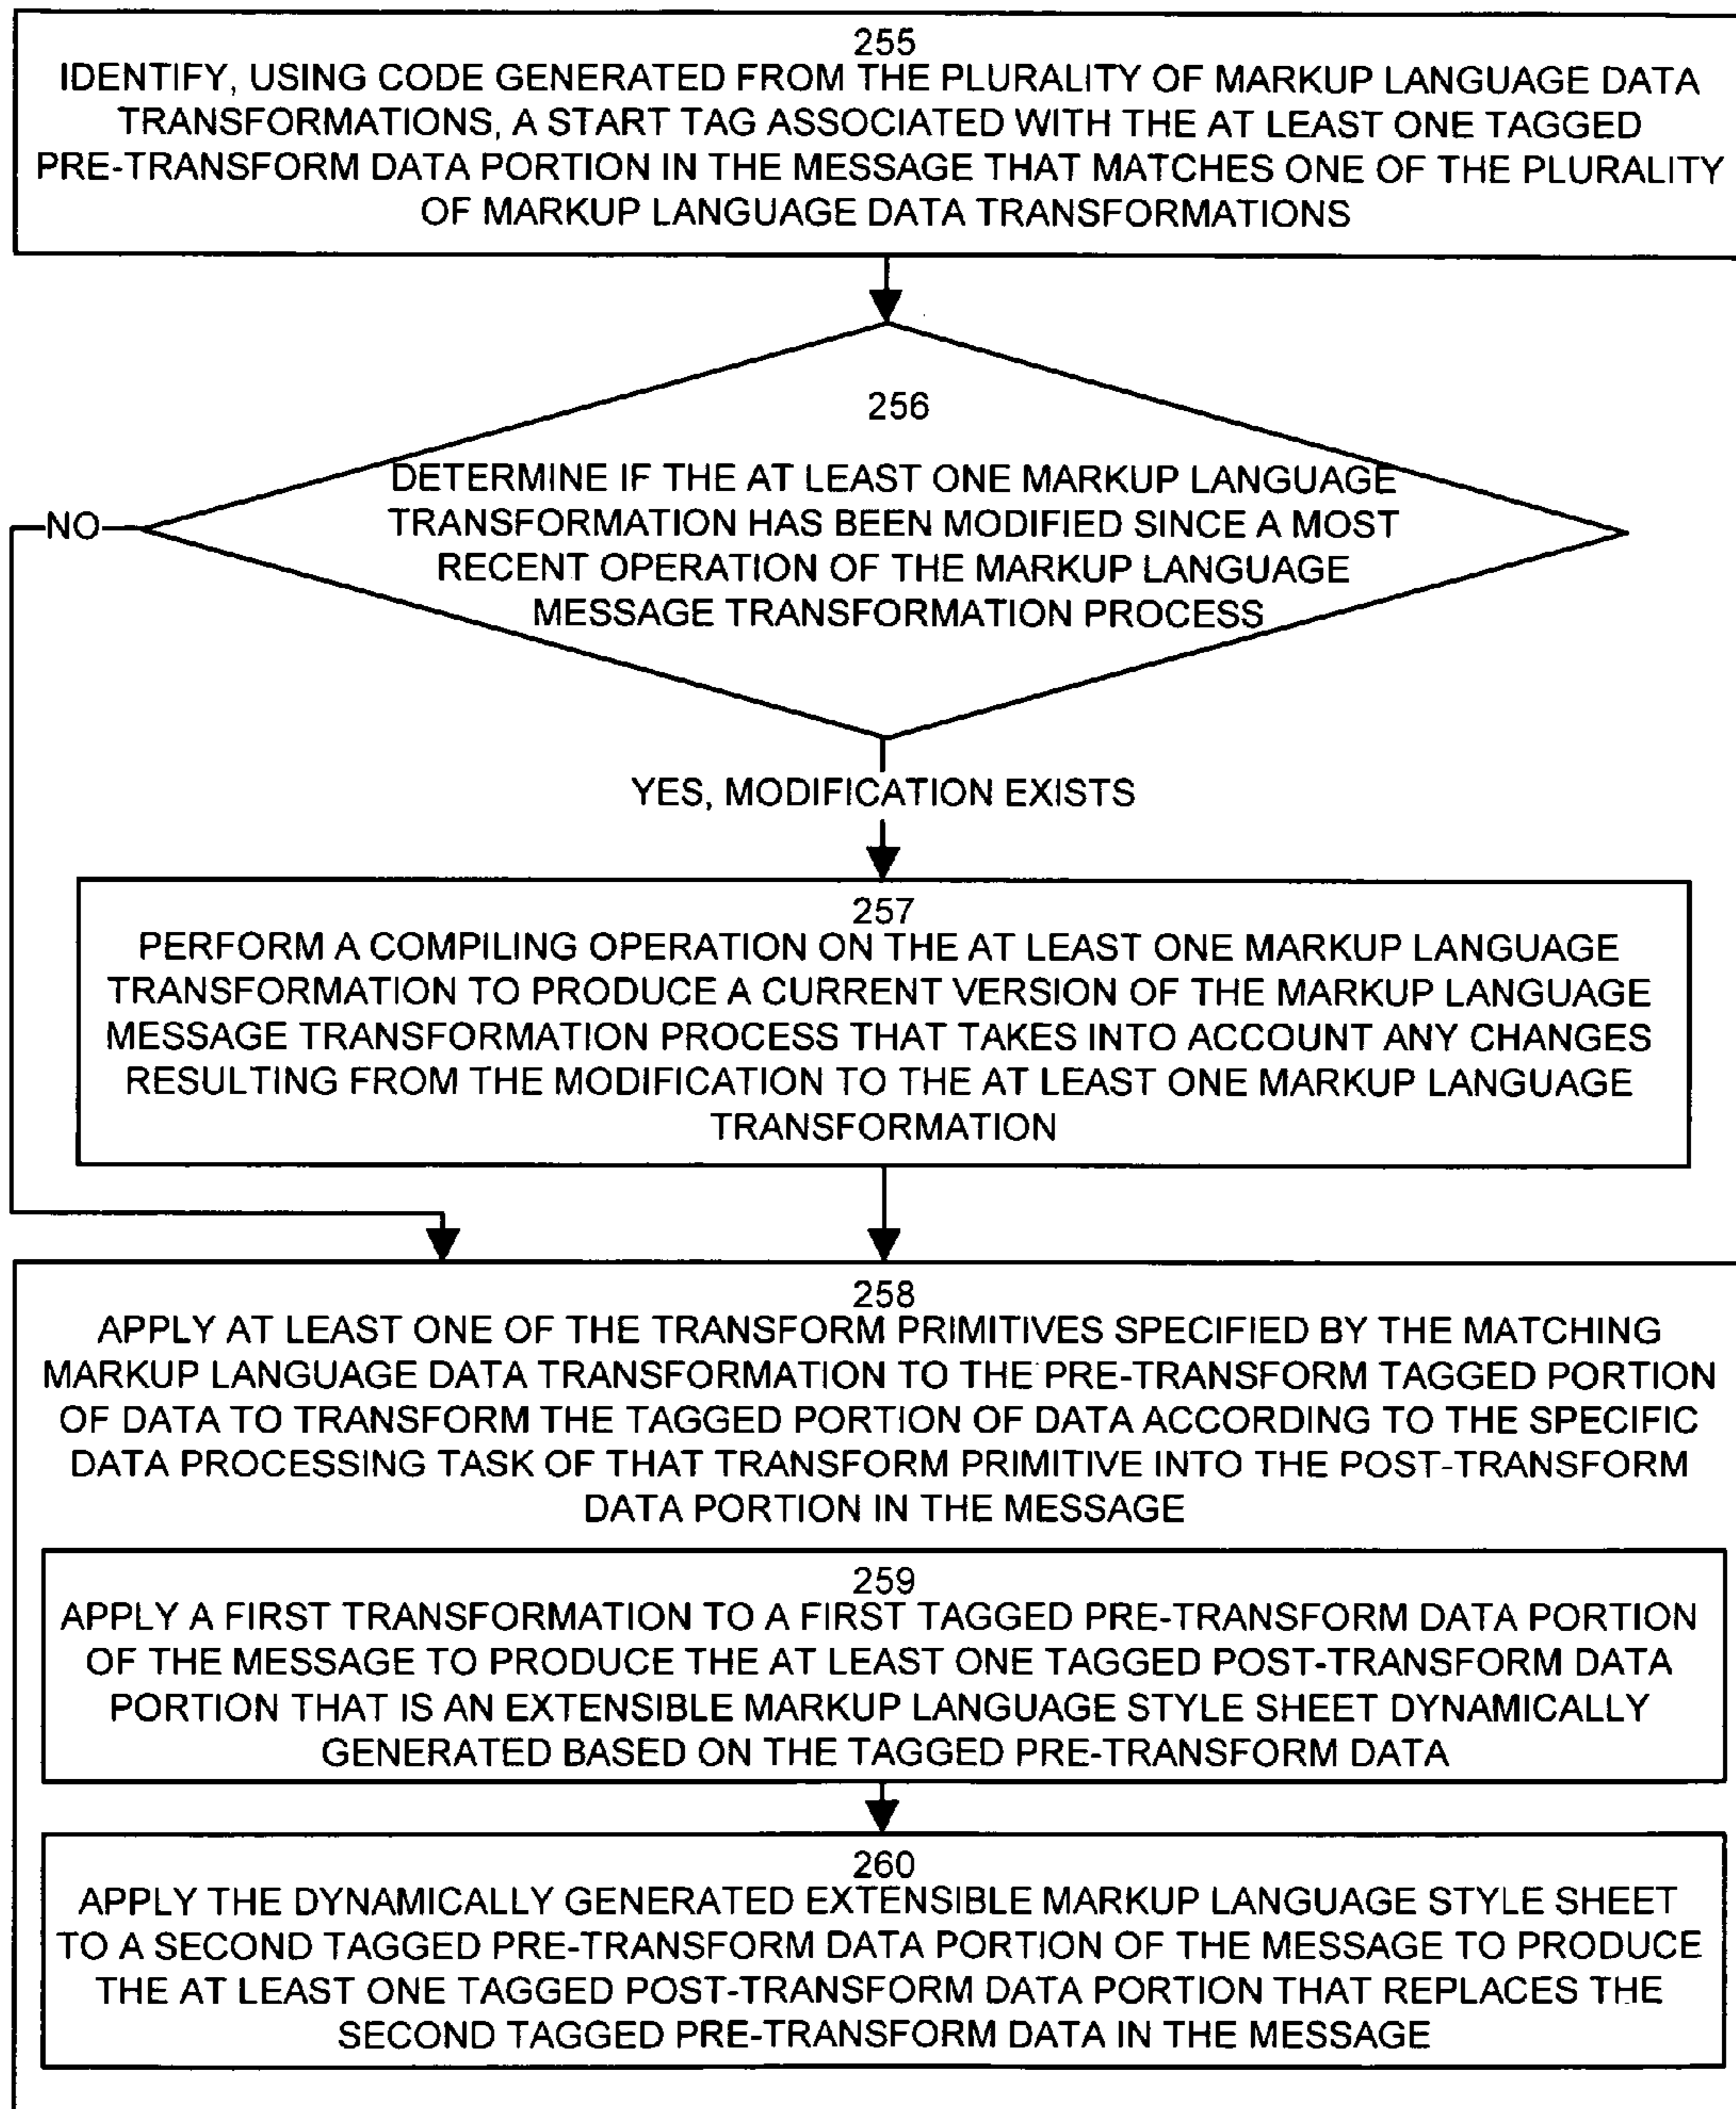 255
IDENTIFY, USING CODE GENERATED FROM THE PLURALITY OF MARKUP LANGUAGE DATA
TRANSFORMATIONS, A START TAG ASSOCIATED WITH THE AT LEAST ONE TAGGED
PRE-TRANSFORM DATA PORTION IN THE MESSAGE THAT MATCHES ONE OF THE PLURALITY
OF MARKUP LANGUAGE DATA TRANSFORMATIONS
256
DETERMINE IF THE AT LEAST ONE MARKUP LANGUAGE
TRANSFORMATION HAS BEEN MODIFIED SINCE A MOST
RECENT OPERATION OF THE MARKUP LANGUAGE
MESSAGE TRANSFORMATION PROCESS
NO
YES, MODIFICATION EXISTS
257
PERFORM A COMPILING OPERATION ON THE AT LEAST ONE MARKUP LANGUAGE
TRANSFORMATION TO PRODUCE A CURRENT VERSION OF THE MARKUP LANGUAGE
MESSAGE TRANSFORMATION PROCESS THAT TAKES INTO ACCOUNT ANY CHANGES
RESULTING FROM THE MODIFICATION TO THE AT LEAST ONE MARKUP LANGUAGE
TRANSFORMATION
258
APPLY AT LEAST ONE OF THE TRANSFORM PRIMITIVES SPECIFIED BY THE MATCHING
MARKUP LANGUAGE DATA TRANSFORMATION TO THE PRE-TRANSFORM TAGGED PORTION
OF DATA TO TRANSFORM THE TAGGED PORTION OF DATA ACCORDING TO THE SPECIFIC
DATA PROCESSING TASK OF THAT TRANSFORM PRIMITIVE INTO THE POST-TRANSFORM
DATA PORTION IN THE MESSAGE
259
APPLY A FIRST TRANSFORMATION TO A FIRST TAGGED PRE-TRANSFORM DATA PORTION
OF THE MESSAGE TO PRODUCE THE AT LEAST ONE TAGGED POST-TRANSFORM DATA
PORTION THAT IS AN EXTENSIBLE MARKUP LANGUAGE STYLE SHEET DYNAMICALLY
GENERATED BASED ON THE TAGGED PRE-TRANSFORM DATA
260
APPLY THE DYNAMICALLY GENERATED EXTENSIBLE MARKUP LANGUAGE STYLE SHEET
TO A SECOND TAGGED PRE-TRANSFORM DATA PORTION OF THE MESSAGE TO PRODUCE
THE AT LEAST ONE TAGGED POST-TRANSFORM DATA PORTION THAT REPLACES THE
SECOND TAGGED PRE-TRANSFORM DATA IN THE MESSAGE